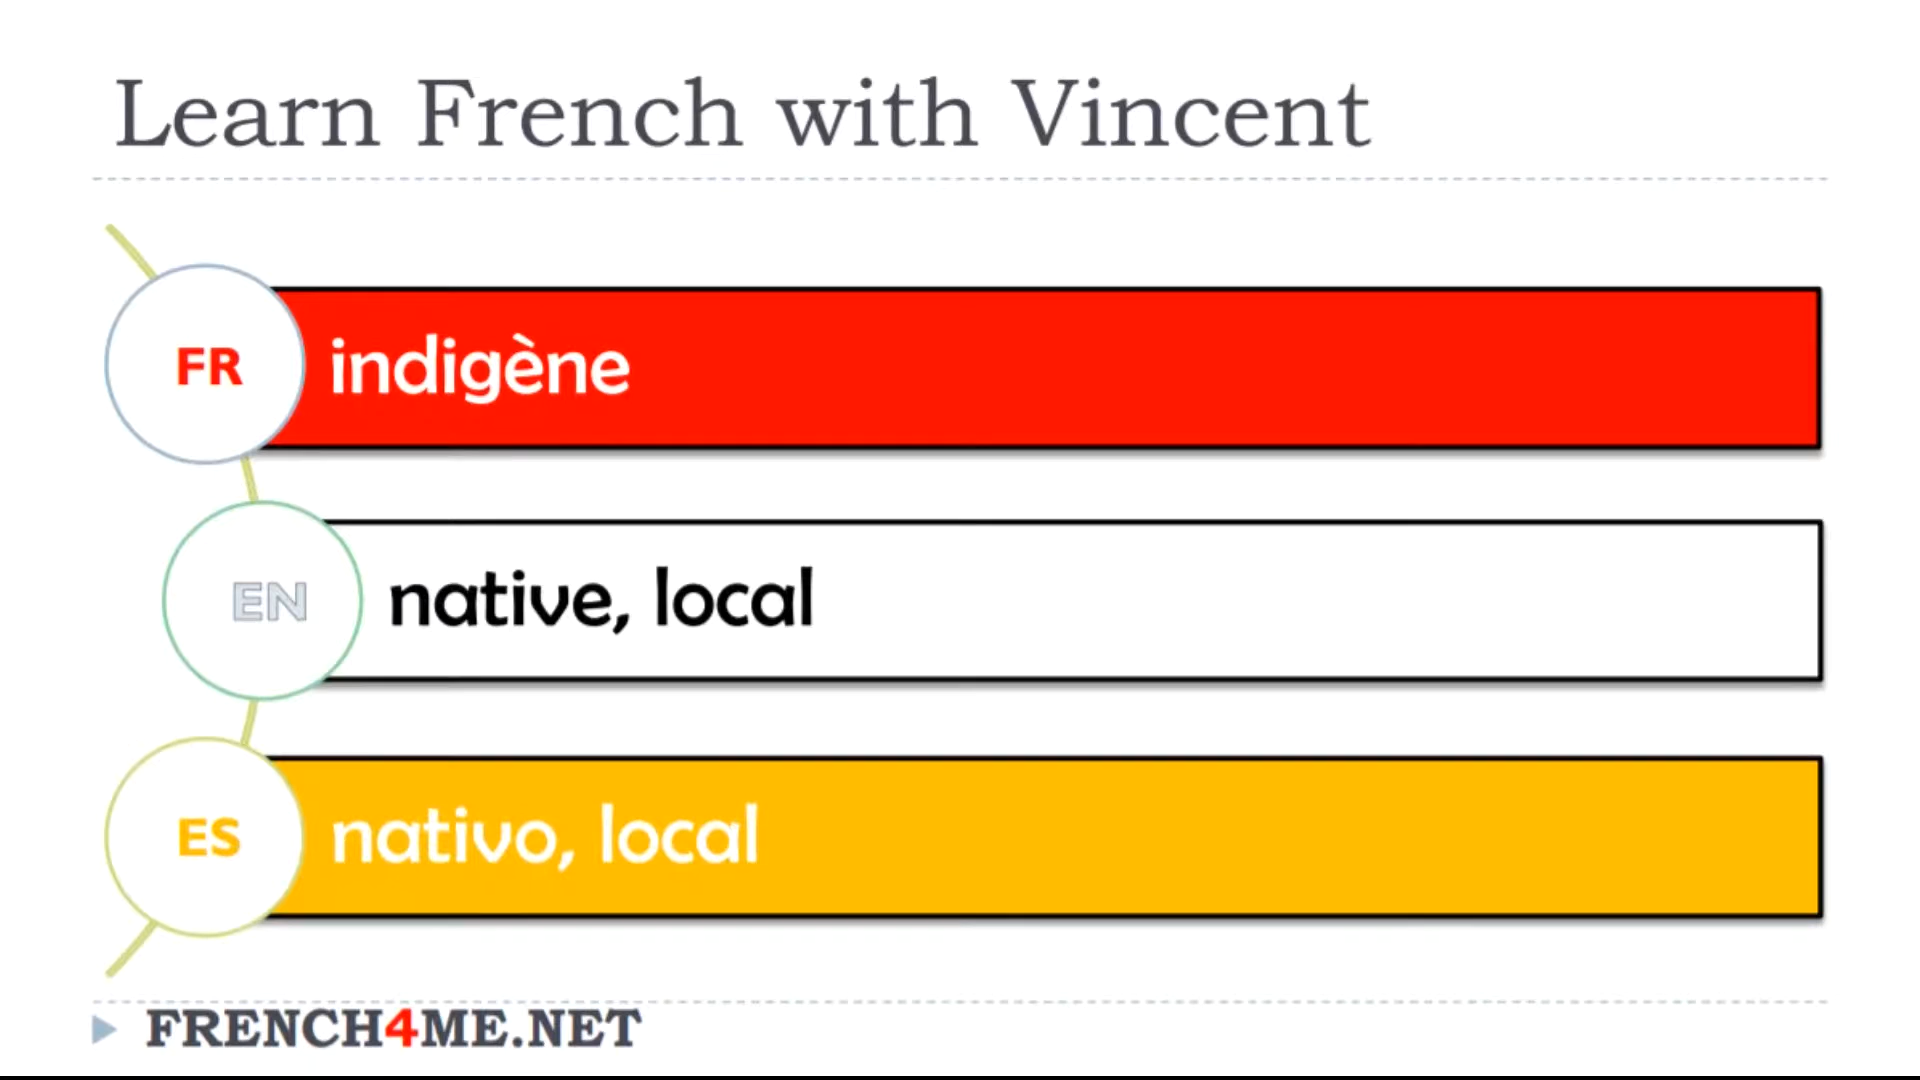 Learn French with Vincent
FR
indigène
EN
native, local
ES
nativo, local
FRENCH4ME.NET